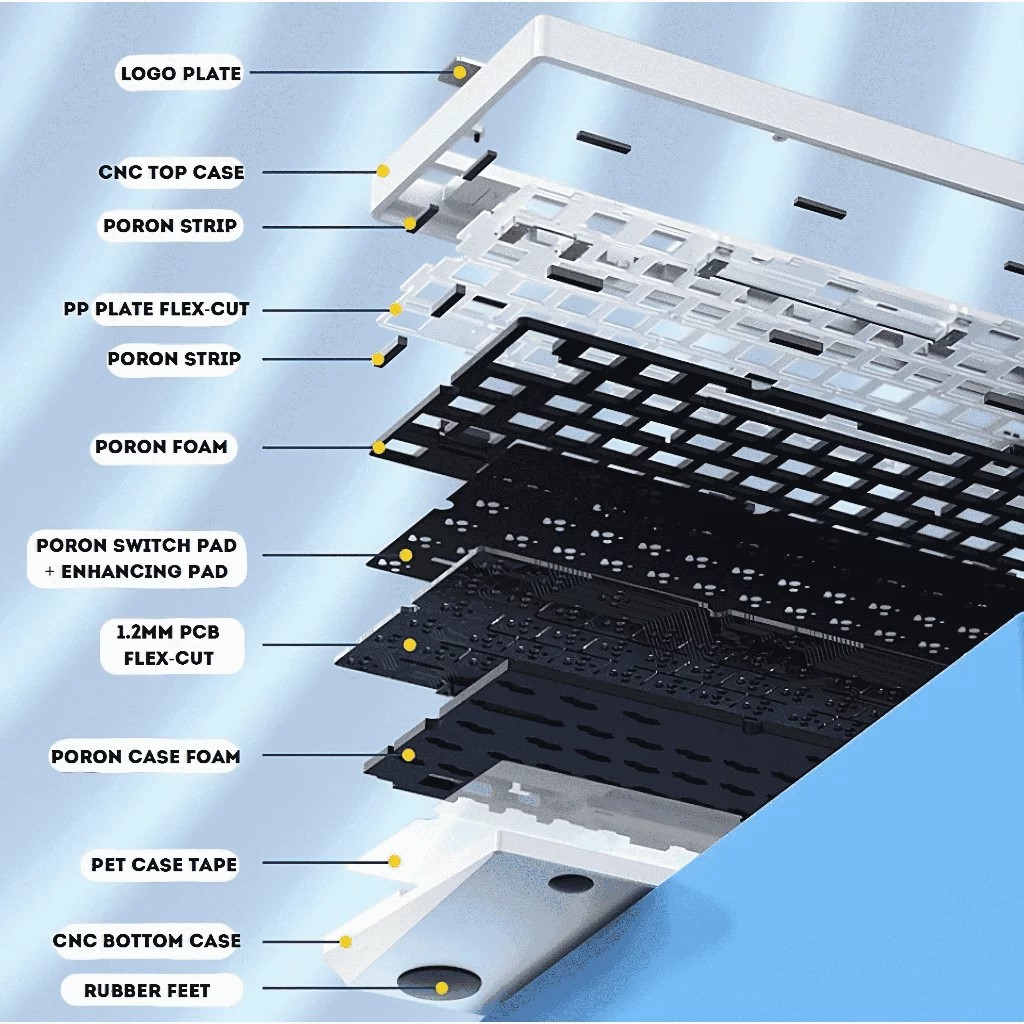 LOGO PLATE
CNC TOP CASE
PORON STRIP
PP PLATE FLEX-CUT
PORON STRIP
PORON FOAM
PORON SWITCH PAD
+ ENHANCING PAD
1.2MM PCB
FLEX-CUT
PORON CASE FOAM
PET CASE TAPE
CNC BOTTOM CASE
RUBBER FEET